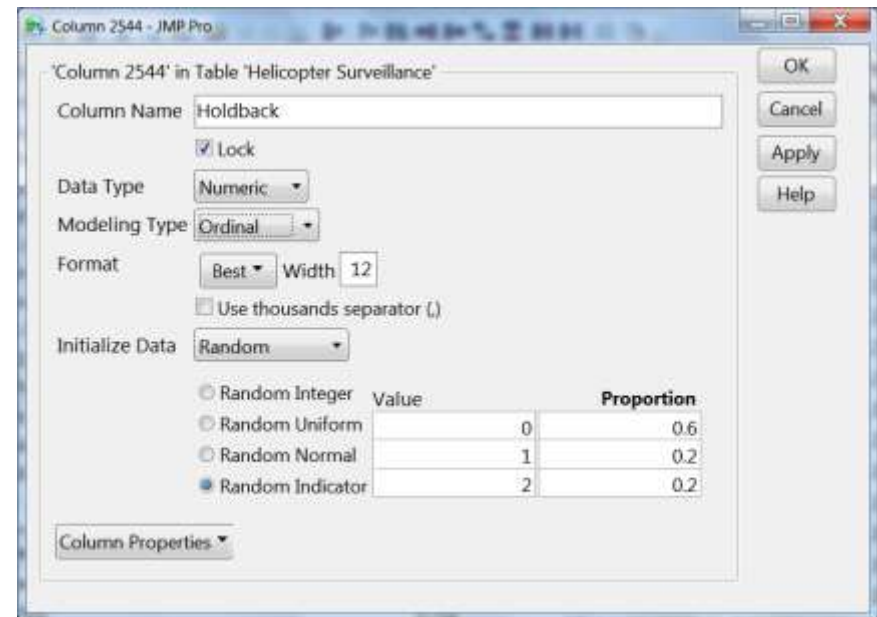 Column 2544 - JMP Pro
'Column 2544' in Table 'Helicopter Surveillance'
OK
Column Name Holdback
Cancel
Lock
Apply
Data Type Numeric
Help
Modeling Type Ordinal
Format Best Width 12
Use thousands separator (,)
Initialize Data Random
Random Integer Value Proportion
Random Uniform 0 0.6
Random Normal 1 0.2
Random Indicator 2 0.2
Column Properties